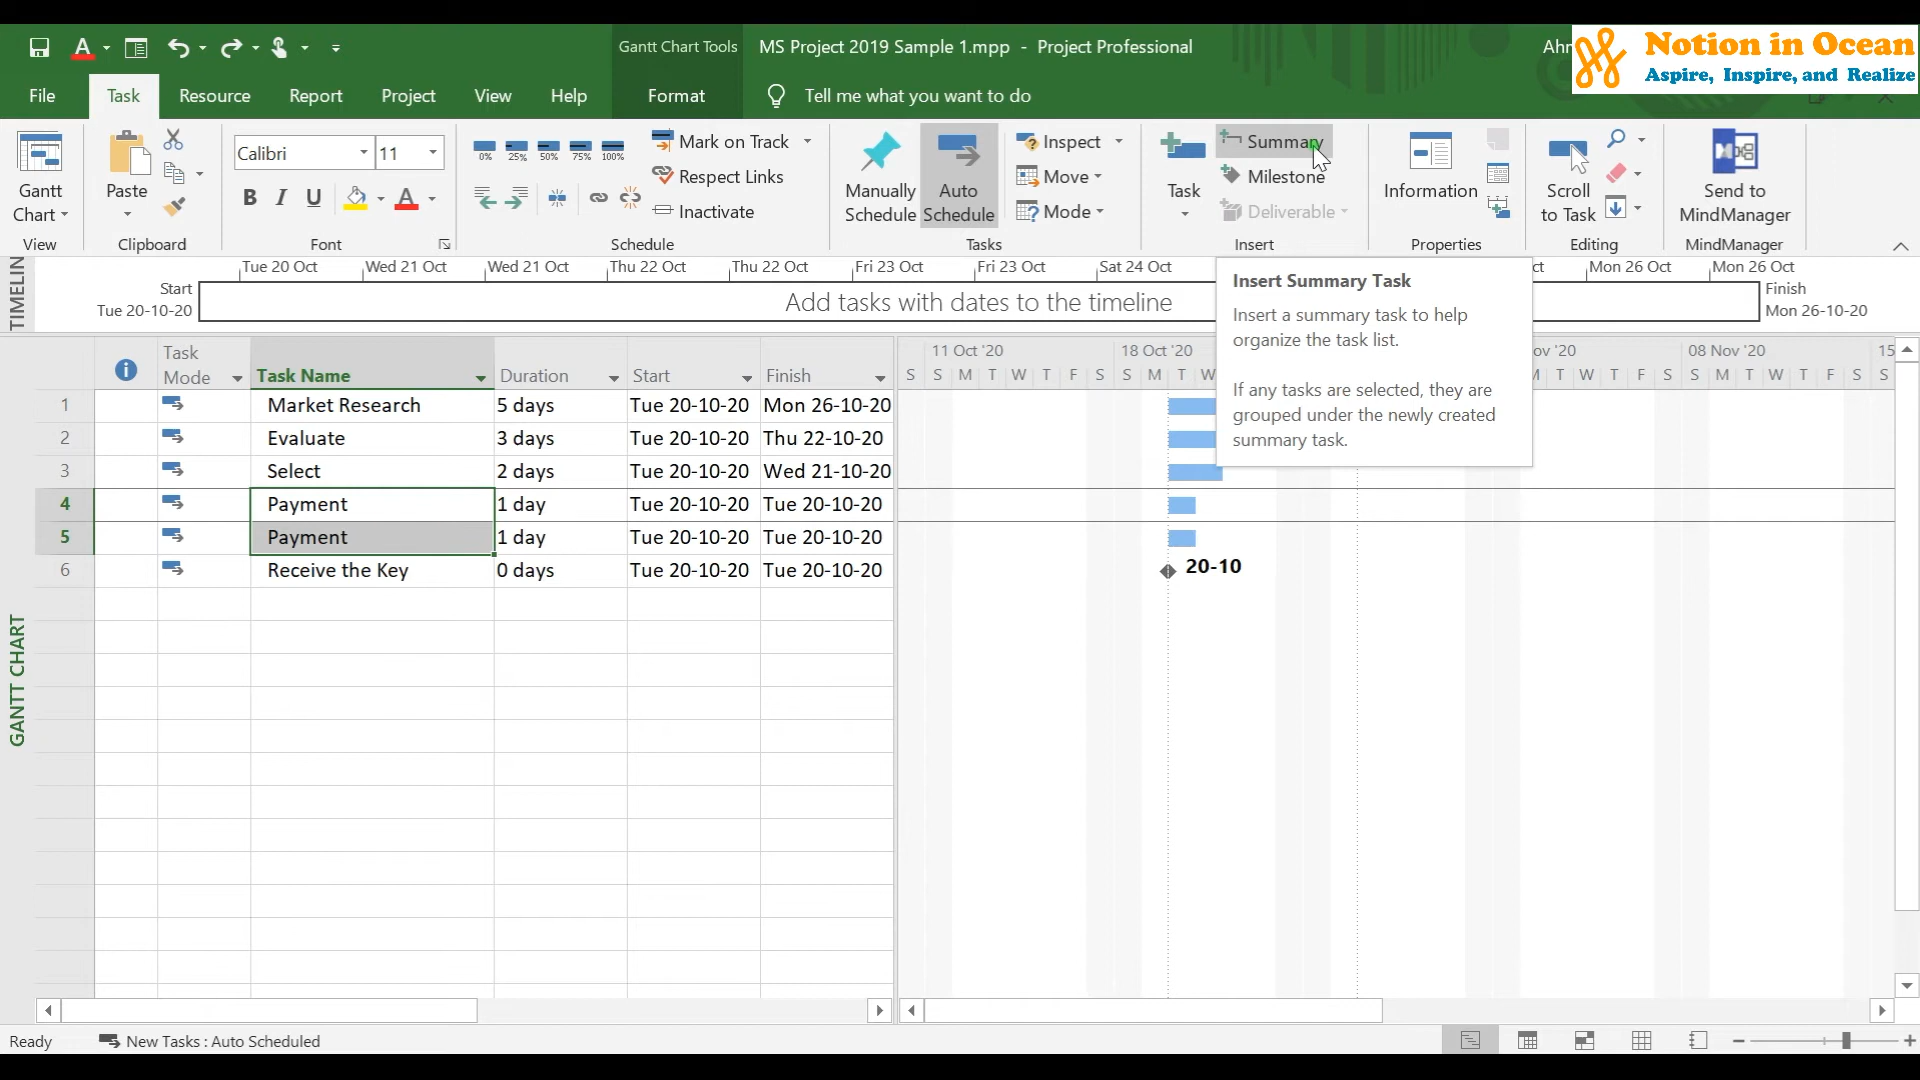 Gantt Chart Tools
MS Project 2019 Sample 1.mpp - Project Professional
Notion in Ocean
Aspire, Inspire, and Realize
File Task Resource Report Project View Help Format Tell me what you want to do
Gantt Chart
View
Paste
Clipboard
Calibri 11
B I U A
Font
0% 25% 50% 75% 100%
Mark on Track
Respect Links
Inactivate
Schedule
Manually Schedule
Auto Schedule
Inspect
Move
Mode
Tasks
Task
Summary
Milestone
Deliverable
Insert
Information
Properties
Scroll to Task
Editing
Send to MindManager
MindManager
TIMELIN
Tue 20 Oct Wed 21 Oct Wed 21 Oct Thu 22 Oct Thu 22 Oct Fri 23 Oct Fri 23 Oct Sat 24 Oct ct Mon 26 Oct Mon 26 Oct
Start
Tue 20-10-20
Add tasks with dates to the timeline
Finish
Mon 26-10-20
Insert Summary Task
Insert a summary task to help
organize the task list.
If any tasks are selected, they are
grouped under the newly created
summary task.
GANTT CHART
Task Mode Task Name Duration Start Finish
1 Market Research 5 days Tue 20-10-20 Mon 26-10-20
2 Evaluate 3 days Tue 20-10-20 Thu 22-10-20
3 Select 2 days Tue 20-10-20 Wed 21-10-20
4 Payment 1 day Tue 20-10-20 Tue 20-10-20
5 Payment 1 day Tue 20-10-20 Tue 20-10-20
6 Receive the Key 0 days Tue 20-10-20 Tue 20-10-20
11 Oct '20 18 Oct '20 ov '20 08 Nov '20 15
S S M T W T F S S M T W M T W T F S S M T W T F S S
20-10
Ready New Tasks : Auto Scheduled